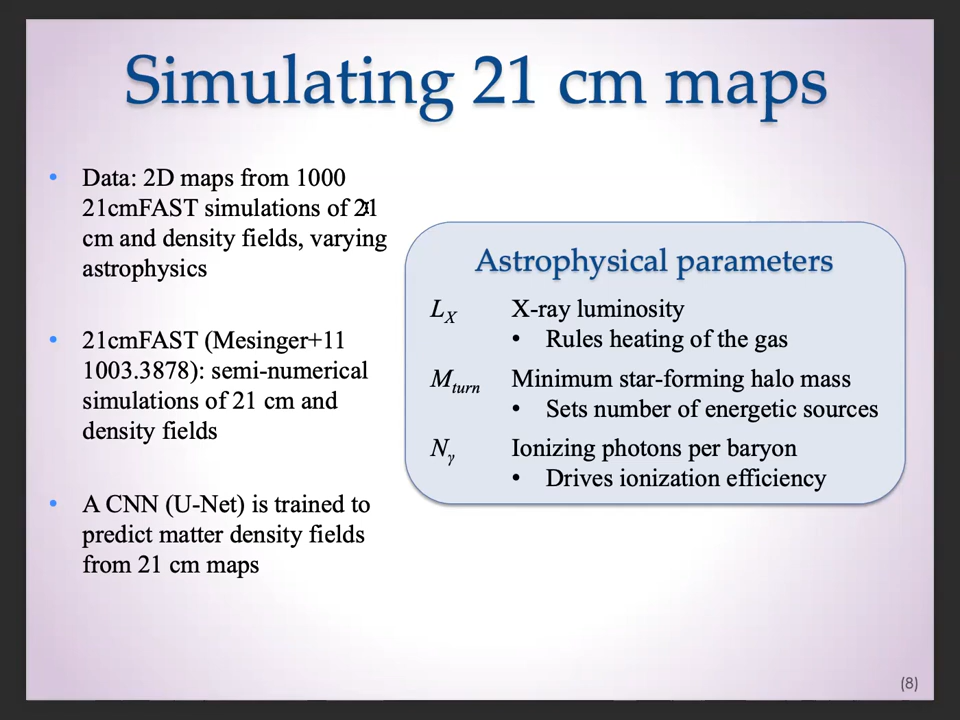 Simulating 21 cm maps
• Data: 2D maps from 1000
21cmFAST simulations of 21
cm and density fields, varying
astrophysics
• 21cmFAST (Mesinger+11
1003.3878): semi-numerical
simulations of 21 cm and
density fields
• A CNN (U-Net) is trained to
predict matter density fields
from 21 cm maps
Astrophysical parameters
L_X X-ray luminosity
• Rules heating of the gas
M_turn Minimum star-forming halo mass
• Sets number of energetic sources
N_γ Ionizing photons per baryon
• Drives ionization efficiency
(8)